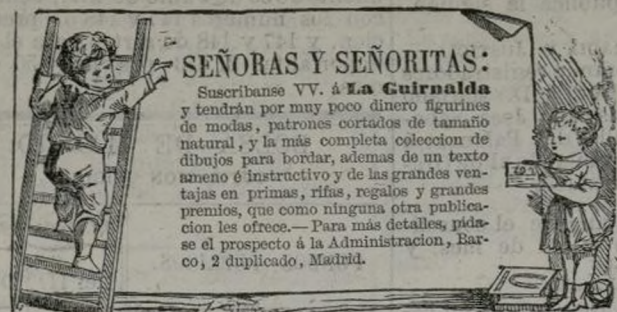 SEÑORAS Y SEÑORITAS:
Suscríbanse VV. á La Guirnalda
y tendrán por muy poco dinero figurines
de modas, patrones cortados de tamaño
natural, y la más completa coleccion de
dibujos para bordar, ademas de un texto
ameno é instructivo y de las grandes ven-
tajas en primas, rifas, regalos y grandes
premios, que como ninguna otra publica-
cion les ofrece.—Para más detalles, pída-
se el prospecto á la Administracion, Bar-
co, 2 duplicado, Madrid.